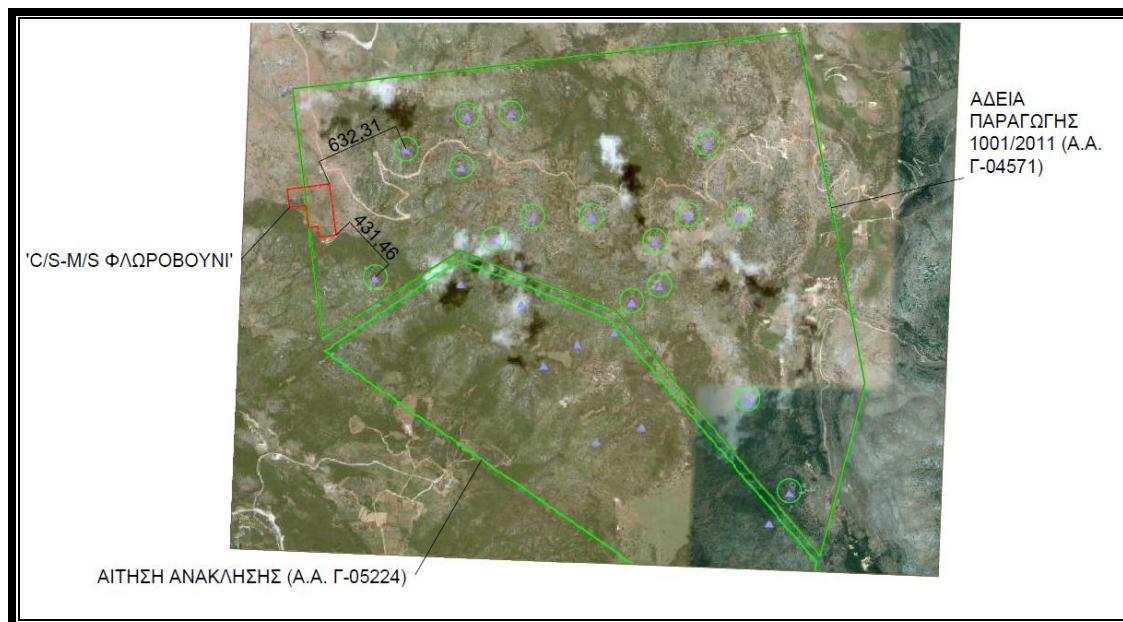 632,31
ΑΔΕΙΑ
ΠΑΡΑΓΩΓΗΣ
1001/2011 (Α.Α.
Γ-04571)
431,46
'C/S-M/S ΦΛΩΡΟΒΟΥΝΙ'
ΑΙΤΗΣΗ ΑΝΑΚΛΗΣΗΣ (Α.Α. Γ-05224)